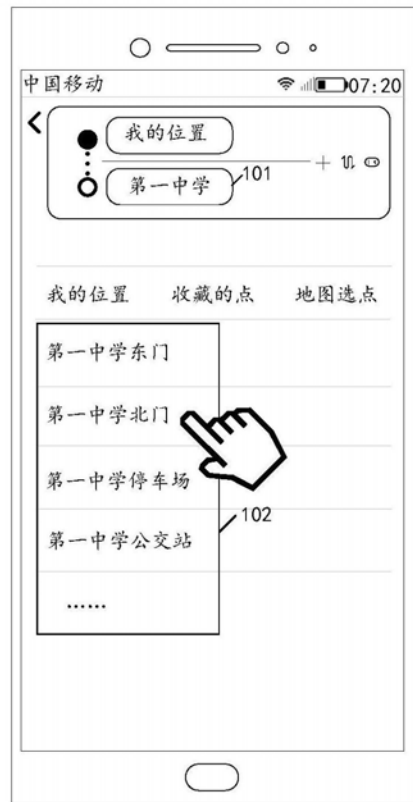 中国移动 07:20
我的位置
第一中学 101
我的位置 收藏的点 地图选点
第一中学东门
第一中学北门
第一中学停车场
第一中学公交站
102
……